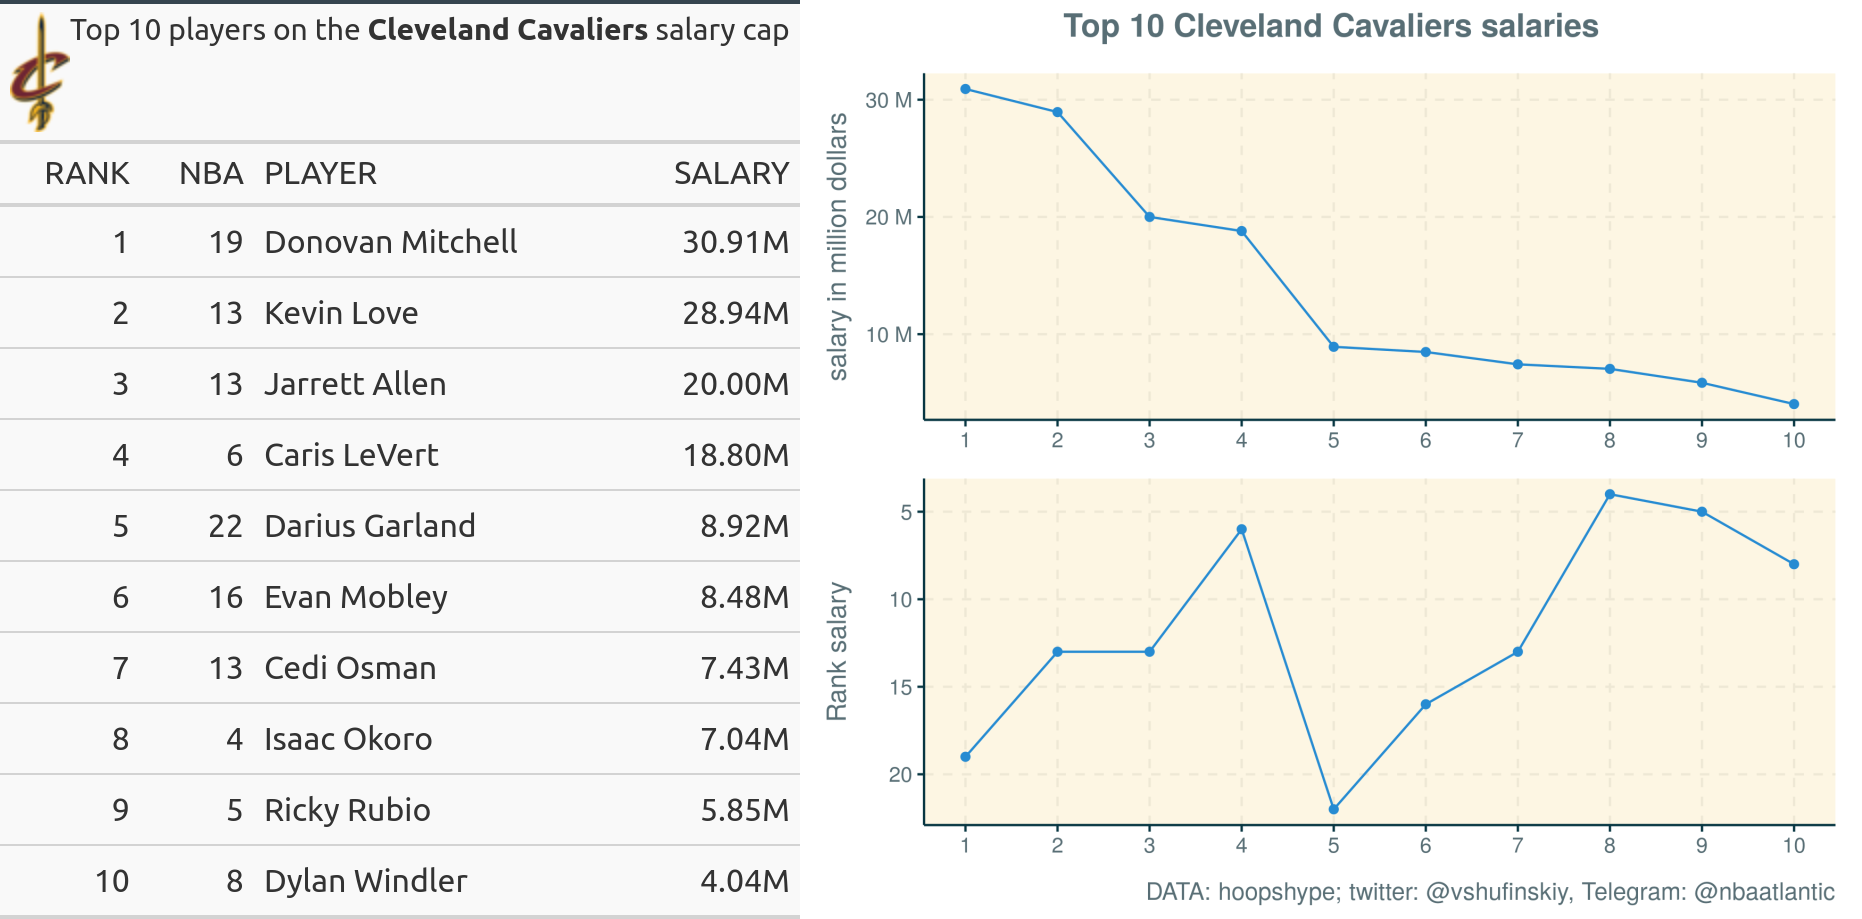 Top 10 players on the Cleveland Cavaliers salary cap
RANK NBA PLAYER SALARY
1 19 Donovan Mitchell 30.91M
2 13 Kevin Love 28.94M
3 13 Jarrett Allen 20.00M
4 6 Caris LeVert 18.80M
5 22 Darius Garland 8.92M
6 16 Evan Mobley 8.48M
7 13 Cedi Osman 7.43M
8 4 Isaac Okoro 7.04M
9 5 Ricky Rubio 5.85M
10 8 Dylan Windler 4.04M
Top 10 Cleveland Cavaliers salaries
salary in million dollars
30 M
20 M
10 M
1 2 3 4 5 6 7 8 9 10
Rank salary
5
10
15
20
1 2 3 4 5 6 7 8 9 10
DATA: hoopshype; twitter: @vshufinskiy, Telegram: @nbaatlantic